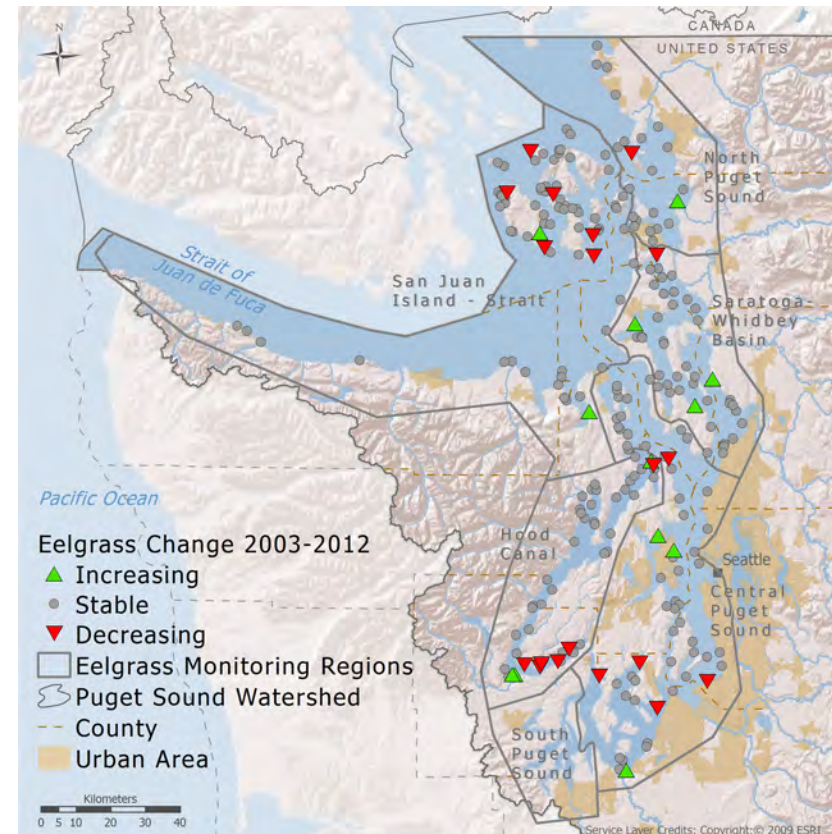 CANADA
UNITED STATES
N
North
Puget
Sound
Strait of
Juan de Fuca
San Juan
Island - Strait
Saratoga-
Whidbey
Basin
Pacific Ocean
Hood
Canal
Seattle
Central
Puget
Sound
South
Puget
Sound
Eelgrass Change 2003-2012
Increasing
Stable
Decreasing
Eelgrass Monitoring Regions
Puget Sound Watershed
County
Urban Area
Kilometers
0 5 10 20 30 40
Service Layer Credits: Copyright:© 2009 ESRI